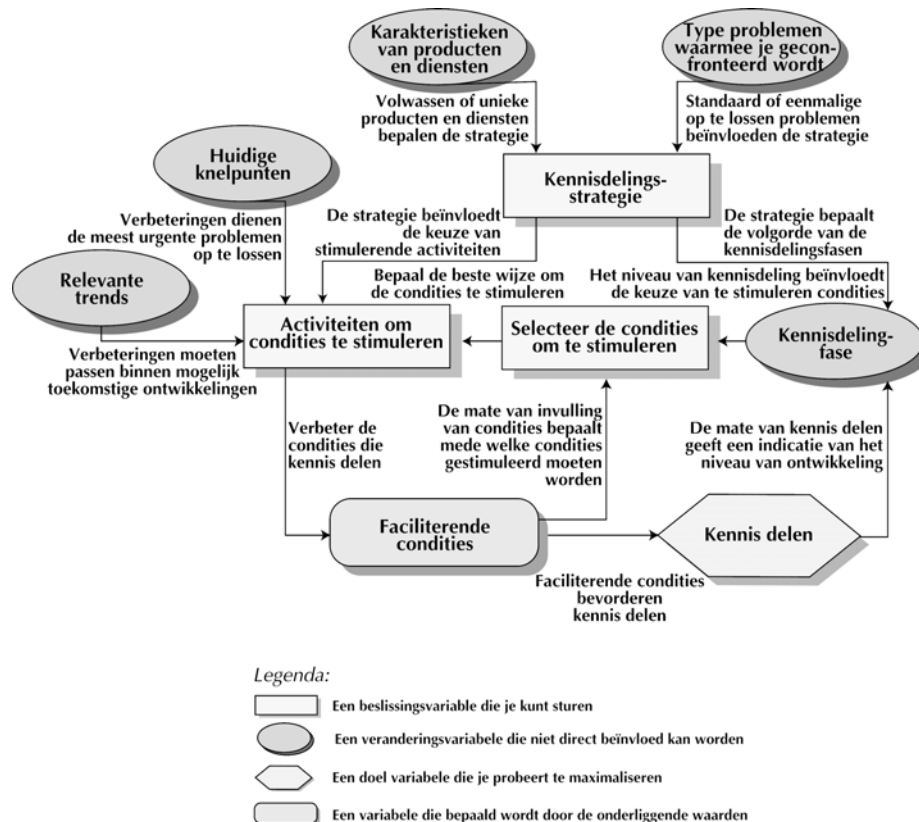 Karakteristieken
van producten
en diensten
Type problemen
waarmee je gecon-
fronteerd wordt
Volwassen of unieke
producten en diensten
bepalen de strategie
Standaard of eenmalige
op te lossen problemen
beïnvloeden de strategie
Huidige
knelpunten
Kennisdelings-
strategie
Verbeteringen dienen
de meest urgente problemen
op te lossen
De strategie beïnvloedt
de keuze van
stimulerende activiteiten
De strategie bepaalt
de volgorde van de
kennisdelingsfasen
Relevante
trends
Bepaal de beste wijze om
de condities te stimuleren
Het niveau van kennisdeling beïnvloedt
de keuze van te stimuleren condities
Activiteiten om
condities te stimuleren
Selecteer de condities
om te stimuleren
Kennisdeling-
fase
Verbeteringen moeten
passen binnen mogelijk
toekomstige ontwikkelingen
Verbeter de
condities die
kennis delen
De mate van invulling
van condities bepaalt
mede welke condities
gestimuleerd moeten
worden
De mate van kennis delen
geeft een indicatie van het
niveau van ontwikkeling
Faciliterende
condities
Kennis delen
Faciliterende condities
bevorderen
kennis delen
Legenda:
Een beslissingsvariable die je kunt sturen
Een veranderingsvariabele die niet direct beïnvloed kan worden
Een doel variabele die je probeert te maximaliseren
Een variabele die bepaald wordt door de onderliggende waarden